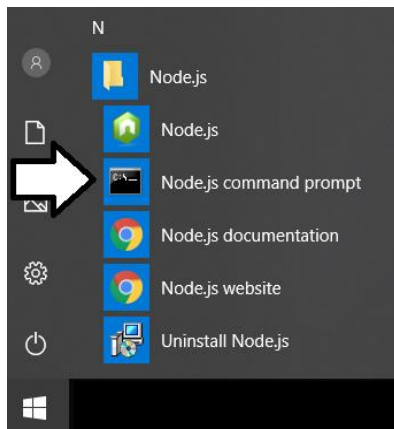 N
Node.js
Node.js
C:\_
Node.js command prompt
Node.js documentation
Node.js website
Uninstall Node.js